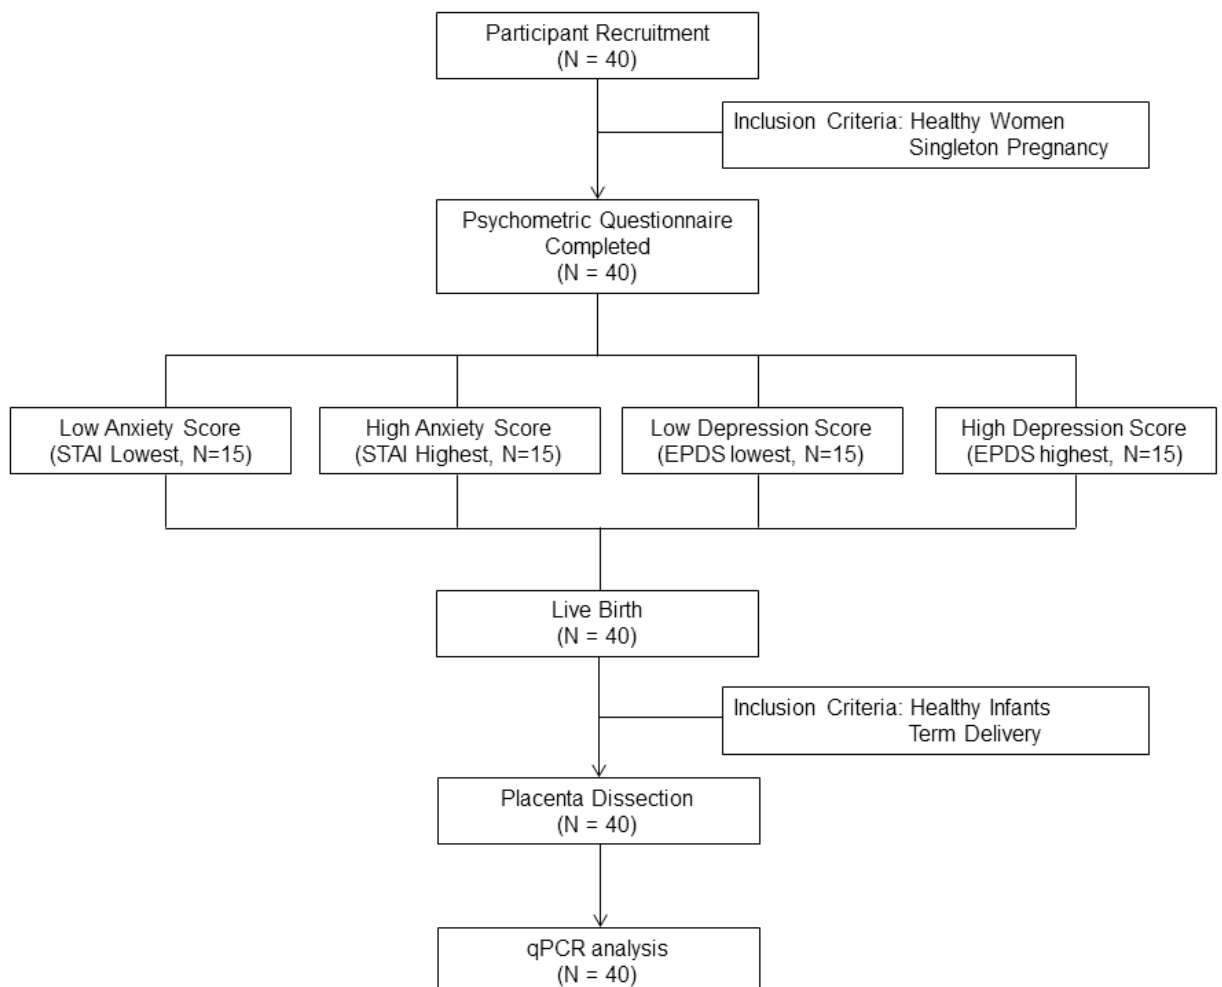 Participant Recruitment
(N = 40)
Inclusion Criteria: Healthy Women
Singleton Pregnancy
Psychometric Questionnaire
Completed
(N = 40)
Low Anxiety Score
(STAI Lowest, N=15)
High Anxiety Score
(STAI Highest, N=15)
Low Depression Score
(EPDS lowest, N=15)
High Depression Score
(EPDS highest, N=15)
Live Birth
(N = 40)
Inclusion Criteria: Healthy Infants
Term Delivery
Placenta Dissection
(N = 40)
qPCR analysis
(N = 40)